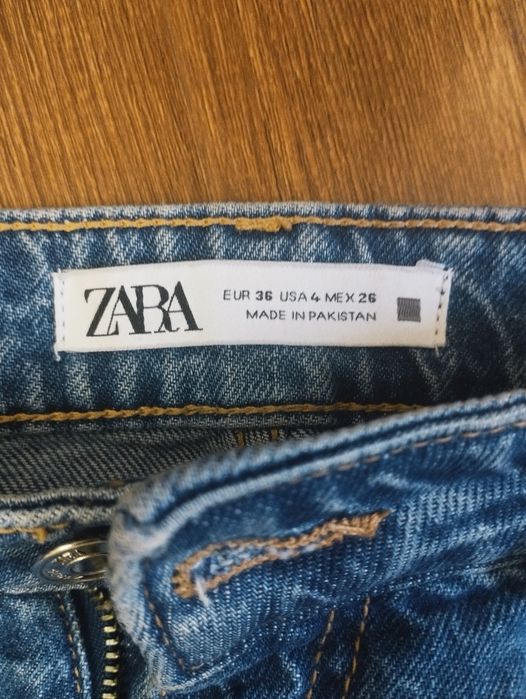 ZARA
EUR 36 USA 4 MEX 26
MADE IN PAKISTAN